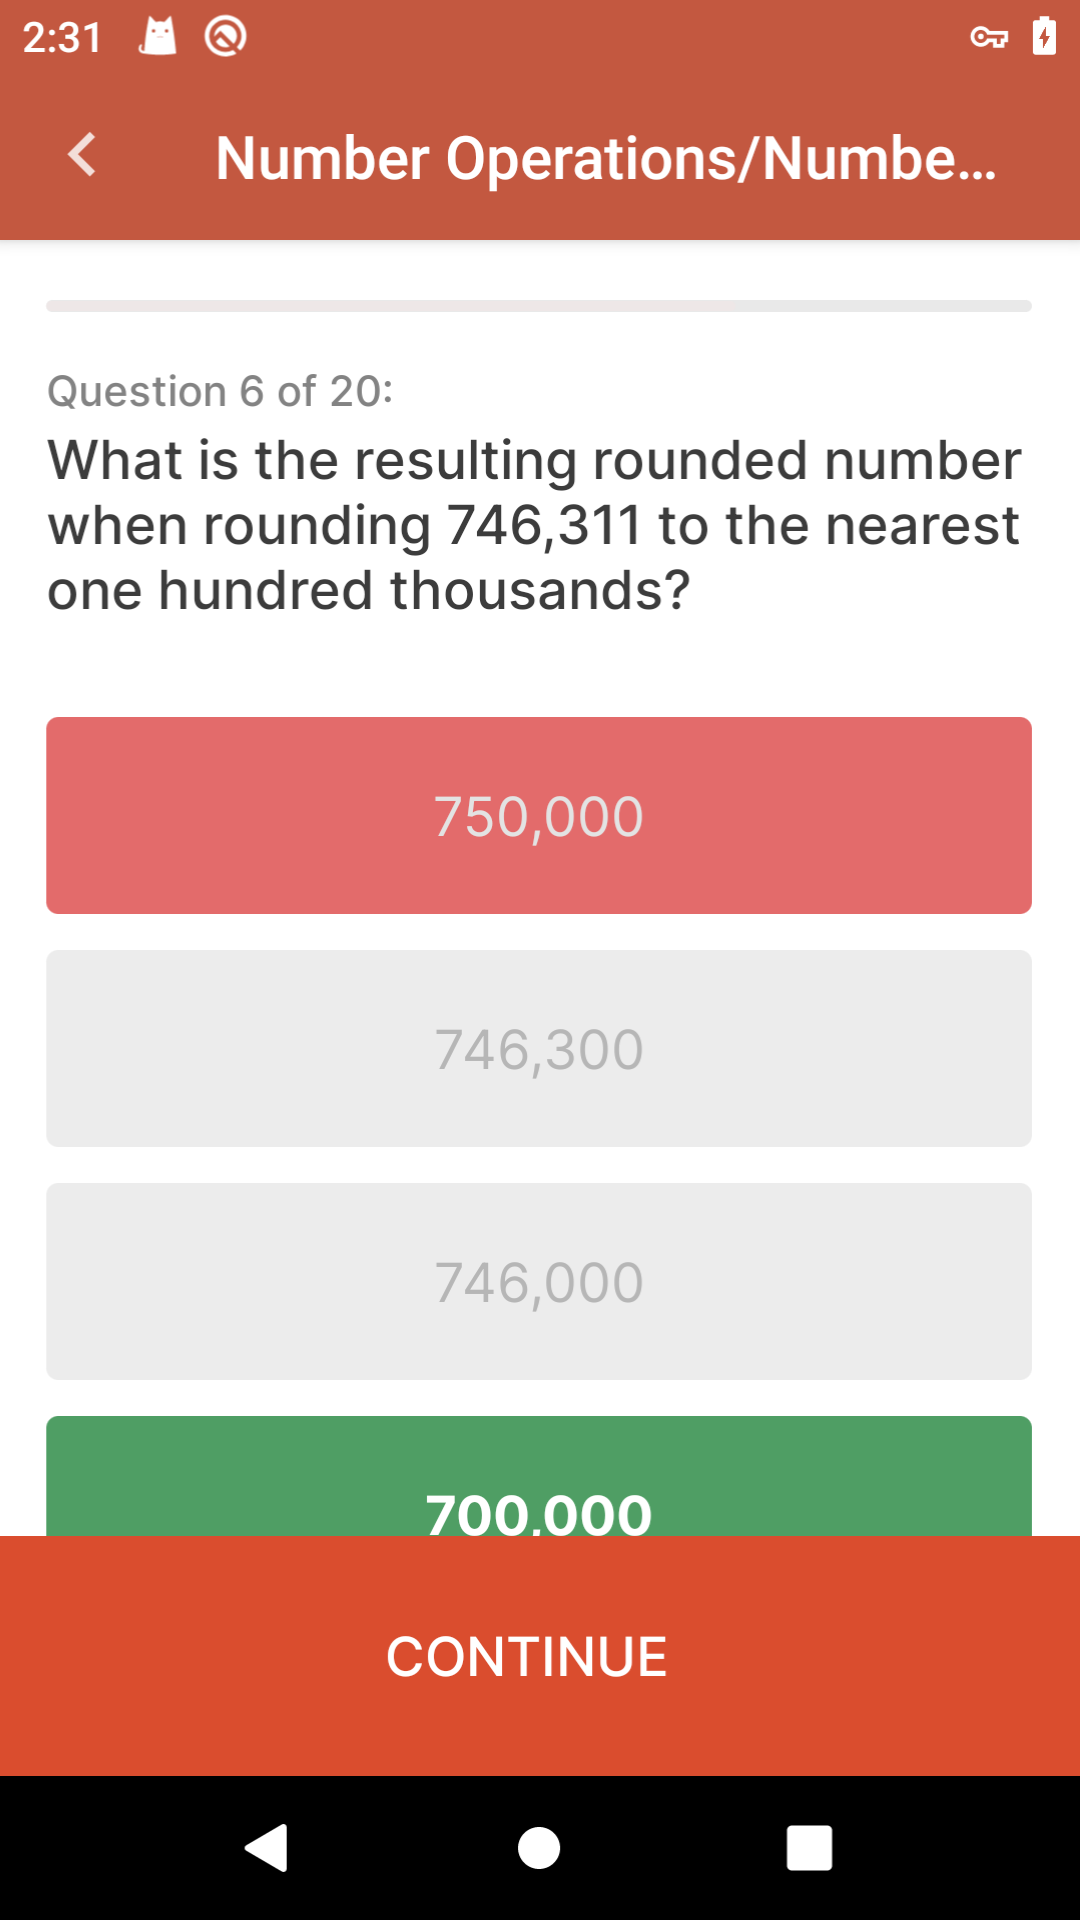 2:31
Number Operations/Numbe...
Question 6 of 20:
What is the resulting rounded number
when rounding 746,311 to the nearest
one hundred thousands?
750,000
746,300
746,000
700,000
CONTINUE